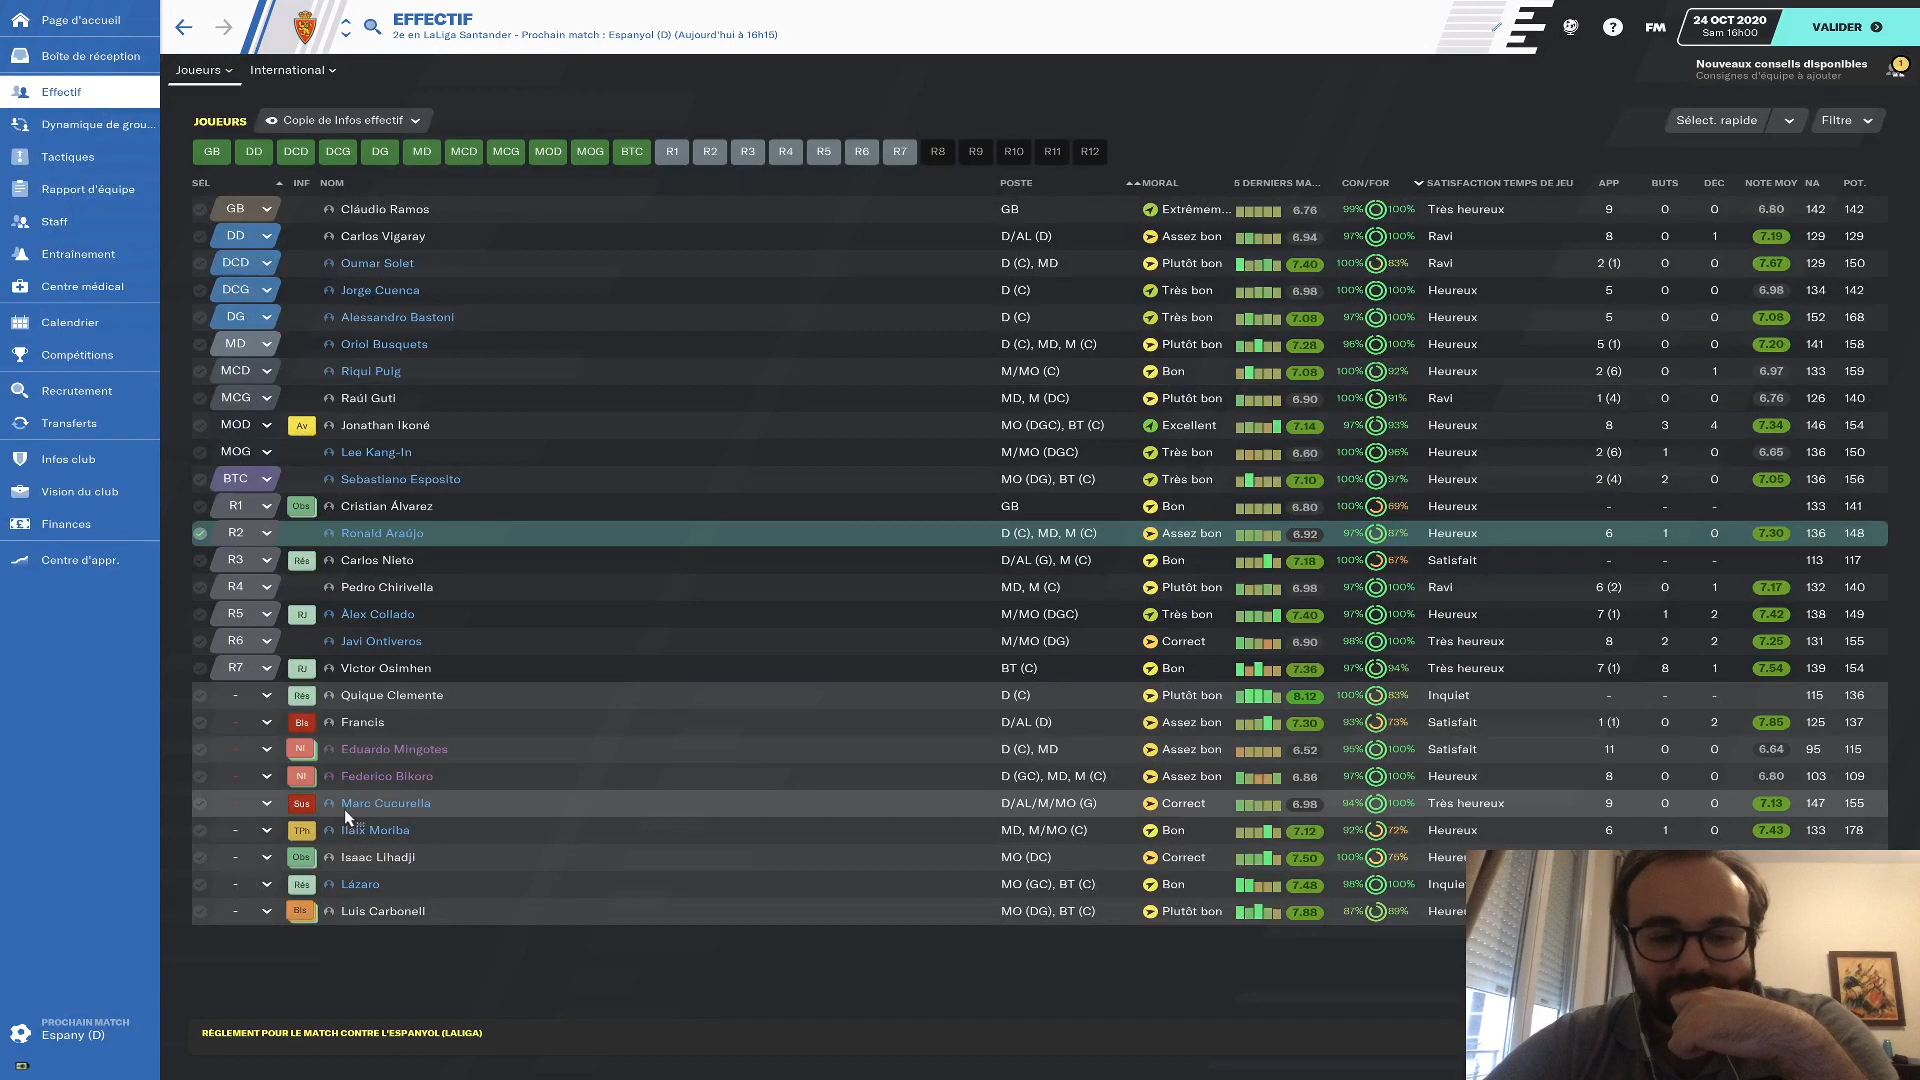 Page d'accueil
Boîte de réception
Effectif
Dynamique de grou...
Tactiques
Rapport d'équipe
Staff
Entraînement
Centre médical
Calendrier
Compétitions
Recrutement
Transferts
Infos club
Vision du club
Finances
Centre d'appr.
PROCHAIN MATCH
Espany (D)
EFFECTIF
2e en LaLiga Santander - Prochain match : Espanyol (D) (Aujourd'hui à 16h15)
? FM 24 OCT 2020 Sam 16h00 VALIDER
Joueurs International
Nouveaux conseils disponibles 1
Consignes d'équipe à ajouter
JOUEURS Copie de Infos effectif Sélect. rapide Filtre
GB DD DCD DCG DG MD MCD MCG MOD MOG BTC R1 R2 R3 R4 R5 R6 R7 R8 R9 R10 R11 R12
SÉL INF NOM POSTE MORAL 5 DERNIERS MA... CON/FOR SATISFACTION TEMPS DE JEU APP BUTS DÉC NOTE MOY NA POT.
GB Cláudio Ramos GB Extrêmem... 6.76 99% 100% Très heureux 9 0 0 6.80 142 142
DD Carlos Vigaray D/AL (D) Assez bon 6.94 97% 100% Ravi 8 0 1 7.19 129 129
DCD Oumar Solet D (C), MD Plutôt bon 7.40 100% 83% Ravi 2 (1) 0 0 7.67 129 150
DCG Jorge Cuenca D (C) Très bon 6.98 100% 100% Heureux 5 0 0 6.98 134 142
DG Alessandro Bastoni D (C) Très bon 7.08 97% 100% Heureux 5 0 0 7.08 152 168
MD Oriol Busquets D (C), MD, M (C) Plutôt bon 7.28 96% 100% Heureux 5 (1) 0 0 7.20 141 158
MCD Riqui Puig M/MO (C) Bon 7.08 100% 92% Heureux 2 (6) 0 1 6.97 133 159
MCG Raúl Guti MD, M (DC) Plutôt bon 6.90 100% 91% Ravi 1 (4) 0 0 6.76 126 140
MOD Av Jonathan Ikoné MO (DGC), BT (C) Excellent 7.14 97% 93% Heureux 8 3 4 7.34 146 154
MOG Lee Kang-In M/MO (DGC) Très bon 6.60 100% 96% Heureux 2 (6) 1 0 6.65 136 150
BTC Sebastiano Esposito MO (DG), BT (C) Très bon 7.10 100% 97% Heureux 2 (4) 2 0 7.05 136 156
R1 Obs Cristian Álvarez GB Bon 6.80 100% 69% Heureux - - - 133 141
R2 Ronald Araújo D (C), MD, M (C) Assez bon 6.92 97% 87% Heureux 6 1 0 7.30 136 148
R3 Rés Carlos Nieto D/AL (G), M (C) Bon 7.18 100% 67% Satisfait - - - 113 117
R4 Pedro Chirivella MD, M (C) Plutôt bon 6.98 97% 100% Ravi 6 (2) 0 1 7.17 132 140
R5 RJ Àlex Collado M/MO (DGC) Très bon 7.40 97% 100% Heureux 7 (1) 1 2 7.42 138 149
R6 Javi Ontiveros M/MO (DG) Correct 6.90 98% 100% Très heureux 8 2 2 7.25 131 155
R7 RJ Victor Osimhen BT (C) Bon 7.36 97% 94% Très heureux 7 (1) 8 1 7.54 139 154
- Rés Quique Clemente D (C) Plutôt bon 8.12 100% 83% Inquiet - - - 115 136
- Bls Francis D/AL (D) Assez bon 7.30 93% 73% Satisfait 1 (1) 0 2 7.85 125 137
- NI Eduardo Mingotes D (C), MD Assez bon 6.52 95% 100% Satisfait 11 0 0 6.64 95 115
- NI Federico Bikoro D (GC), MD, M (C) Assez bon 6.86 97% 100% Heureux 8 0 0 6.80 103 109
Sus Marc Cucurella D/AL/M/MO (G) Correct 6.98 94% 100% Très heureux 9 0 0 7.13 147 155
- TPh Ilaix Moriba MD, M/MO (C) Bon 7.12 92% 72% Heureux 6 1 0 7.43 133 178
- Obs Isaac Lihadji MO (DC) Correct 7.50 100% 75% Heureu
- Rés Lázaro MO (GC), BT (C) Bon 7.48 98% 100% Inquie
- Bls Luis Carbonell MO (DG), BT (C) Plutôt bon 7.88 87% 89% Heureu
RÈGLEMENT POUR LE MATCH CONTRE L'ESPANYOL (LALIGA)